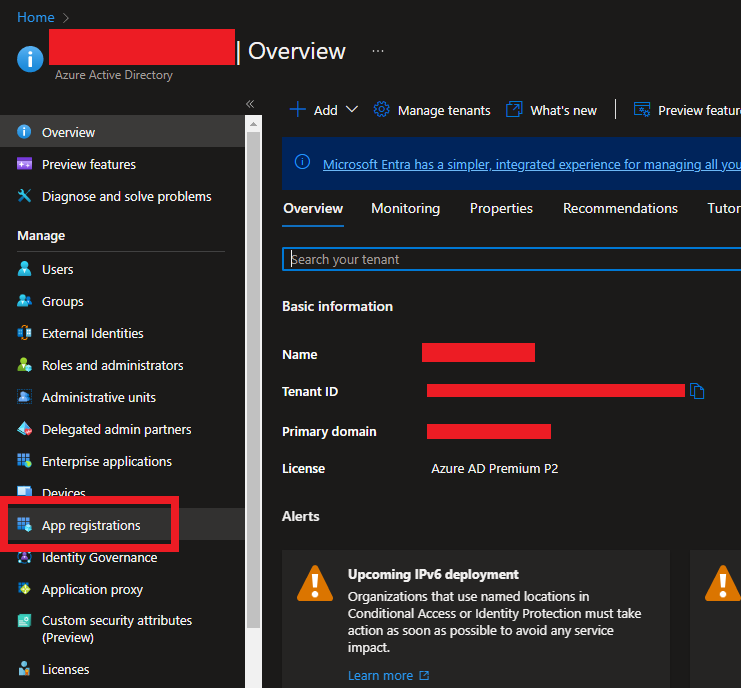 Home
| Overview
...
Azure Active Directory
Add
Manage tenants
What's new
Overview
Preview features
Diagnose and solve problems
Manage
Users
Groups
External Identities
Roles and administrators
Administrative units
Delegated admin partners
Enterprise applications
Devices
App registrations
Identity Governance
Application proxy
Custom security attributes
(Preview)
Licenses
Preview featur
Microsoft Entra has a simpler, integrated experience for managing all you
Overview
Monitoring
Properties
Recommendations
Tutor
Search your tenant
Basic information
Name
Tenant ID
Primary domain
License
Azure AD Premium P2
Alerts
Upcoming IPv6 deployment
Organizations that use named locations in
Conditional Access or Identity Protection must take
action as soon as possible to avoid any service
impact.
Learn more